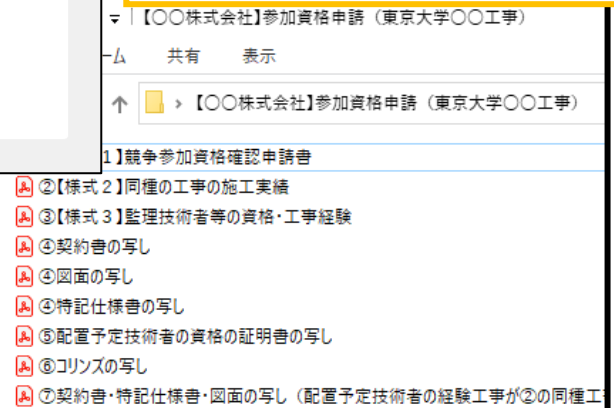 【〇〇株式会社】参加資格申請（東京大学〇〇工事）
ーム 共有 表示
【〇〇株式会社】参加資格申請（東京大学〇〇工事）
1】競争参加資格確認申請書
②【様式2】同種の工事の施工実績
③【様式3】監理技術者等の資格・工事経験
④契約書の写し
④図面の写し
④特記仕様書の写し
⑤配置予定技術者の資格の証明書の写し
⑥コリンズの写し
⑦契約書・特記仕様書・図面の写し（配置予定技術者の経験工事が②の同種工